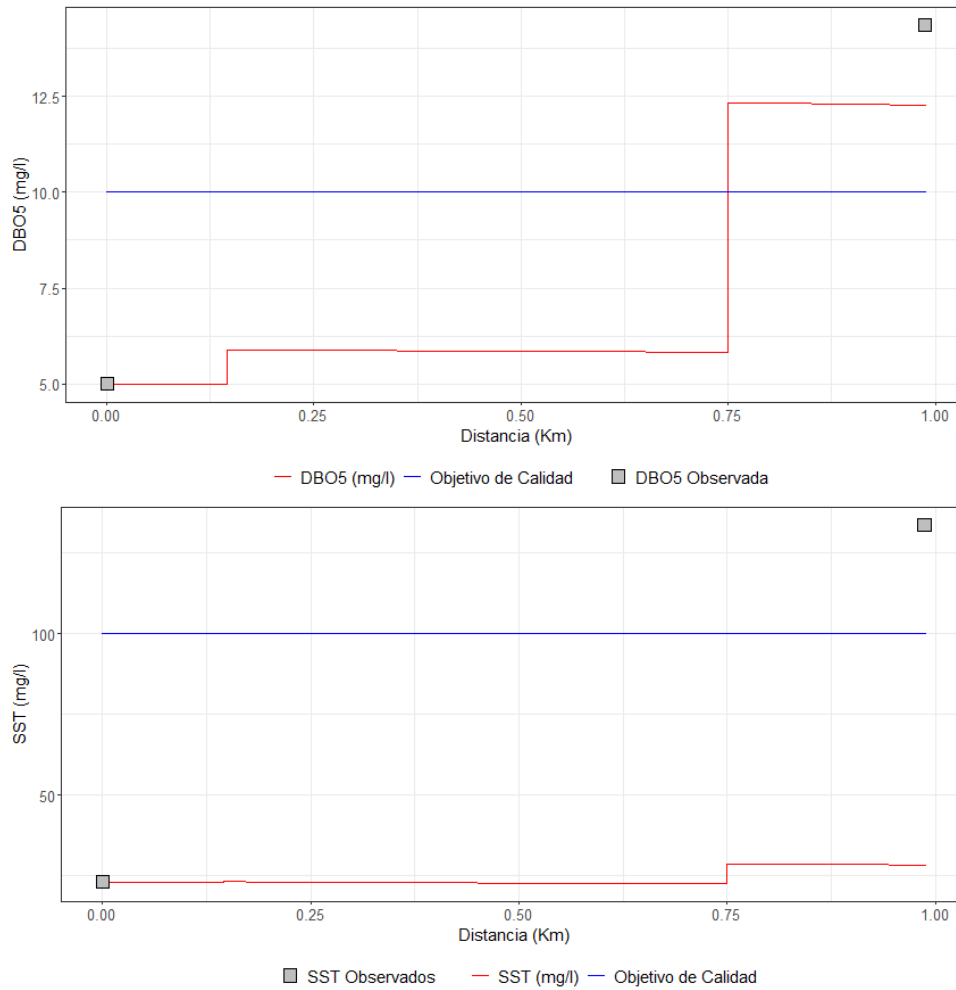 12.5
10.0
7.5
5.0
DBO5 (mg/l)
0.00 0.25 0.50 0.75 1.00
Distancia (Km)
DBO5 (mg/l) Objetivo de Calidad DBO5 Observada
100
50
SST (mg/l)
0.00 0.25 0.50 0.75 1.00
Distancia (Km)
SST Observados SST (mg/l) Objetivo de Calidad